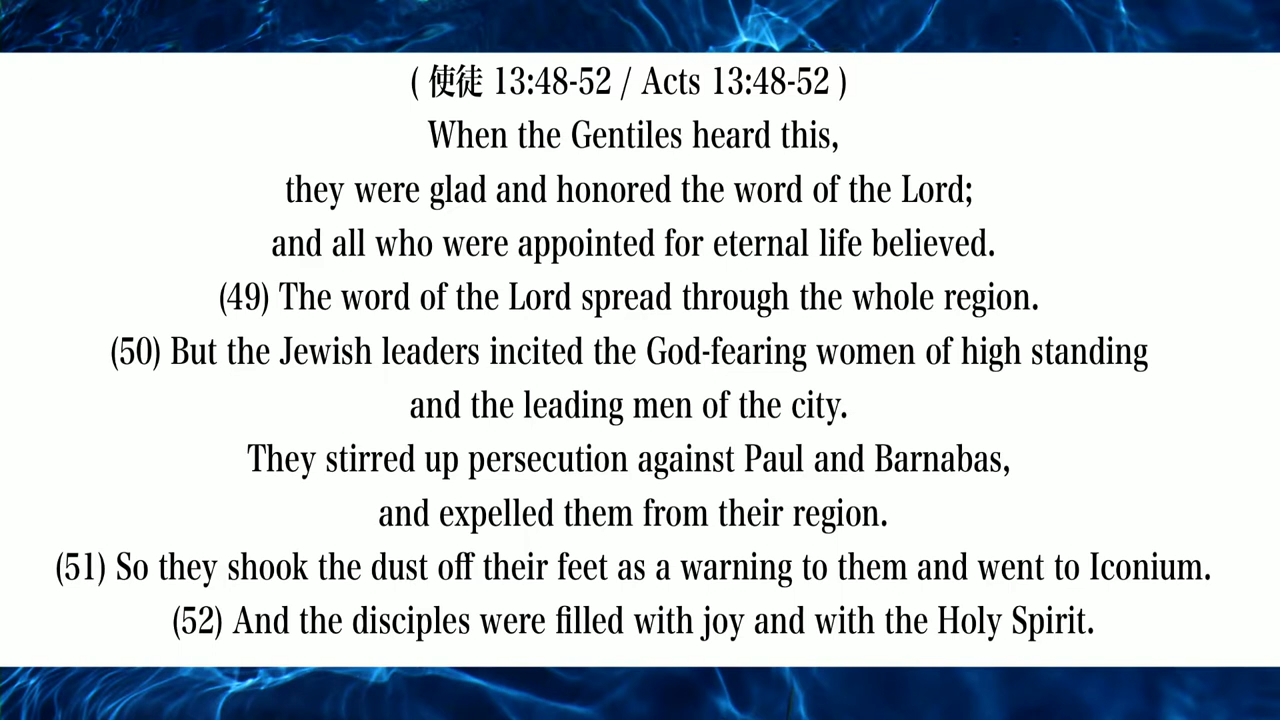 ( 使徒 13:48-52 / Acts 13:48-52 )
When the Gentiles heard this,
they were glad and honored the word of the Lord;
and all who were appointed for eternal life believed.
(49) The word of the Lord spread through the whole region.
(50) But the Jewish leaders incited the God-fearing women of high standing
and the leading men of the city.
They stirred up persecution against Paul and Barnabas,
and expelled them from their region.
(51) So they shook the dust off their feet as a warning to them and went to Iconium.
(52) And the disciples were filled with joy and with the Holy Spirit.